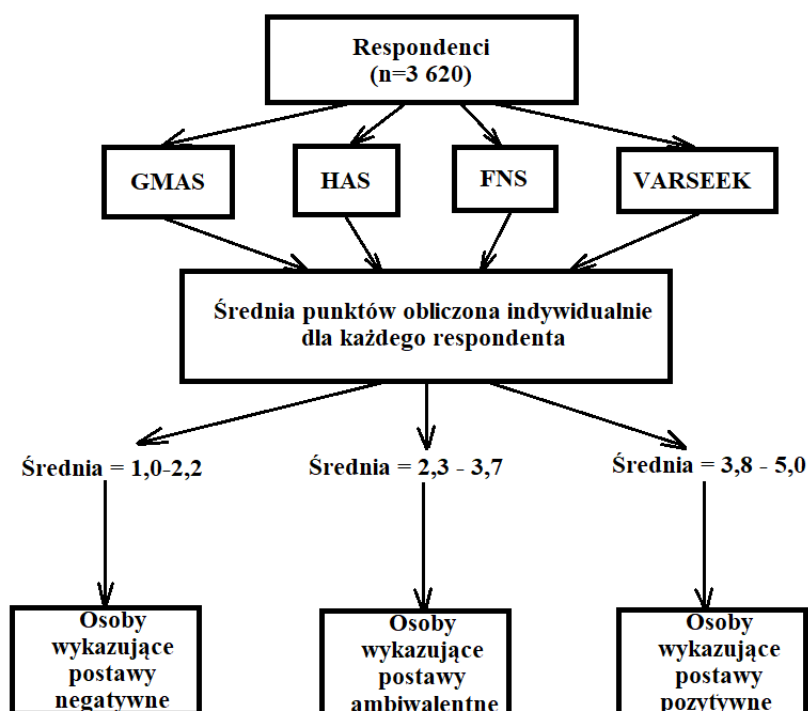 Respondenci
(n=3 620)
GMAS
HAS
FNS
VARSEEK
Średnia punktów obliczona indywidualnie
dla każdego respondenta
Średnia = 1,0-2,2
Średnia = 2,3 - 3,7
Średnia = 3,8 - 5,0
Osoby
wykazujące
postawy
negatywne
Osoby
wykazujące
postawy
ambiwalentne
Osoby
wykazujące
postawy
pozytywne